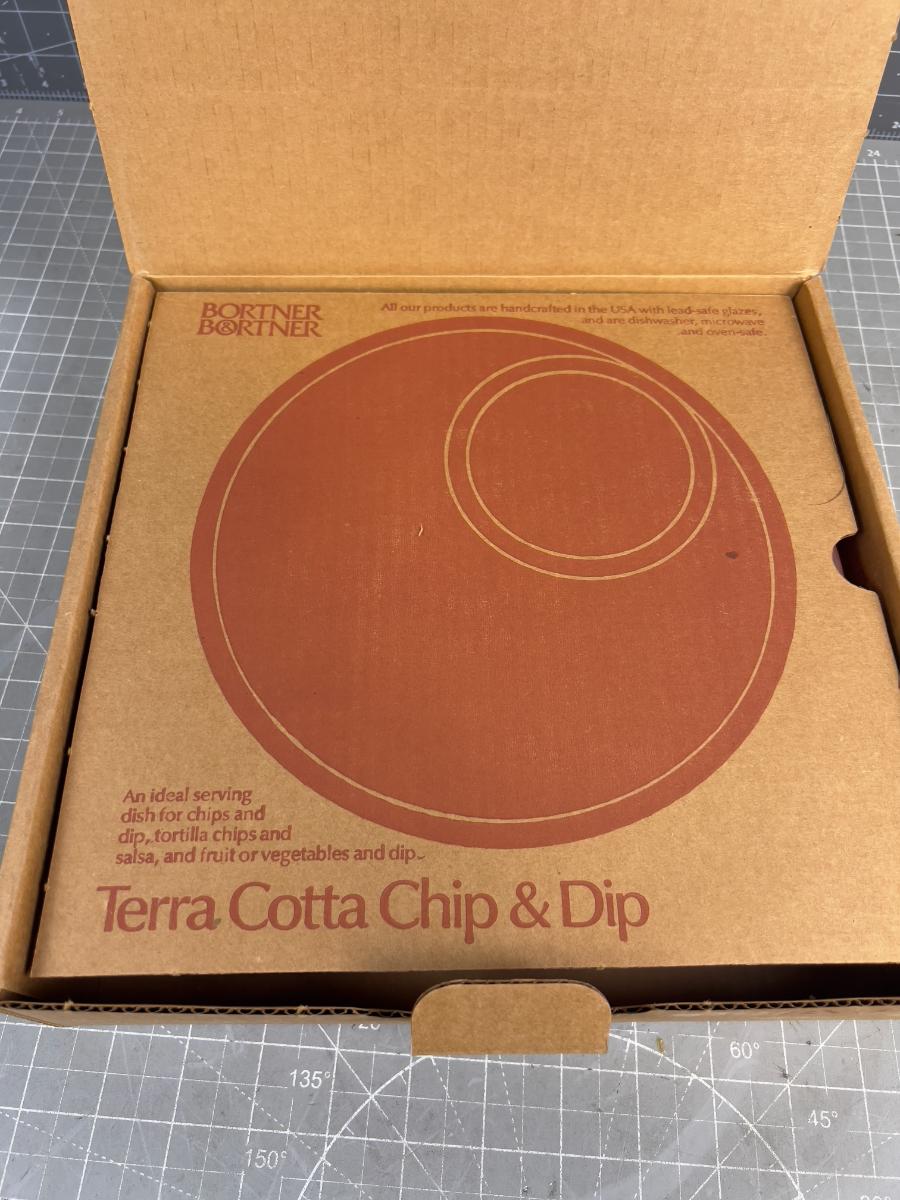 BORTNER
B&ORTNER
All our products are handcrafted in the USA with lead-safe glazes,
and are dishwasher, microwave
and oven-safe.
An ideal serving
dish for chips and
dip, tortilla chips and
salsa, and fruit or vegetables and dip.
Terra Cotta Chip & Dip
24
60°
135°
45°
150°